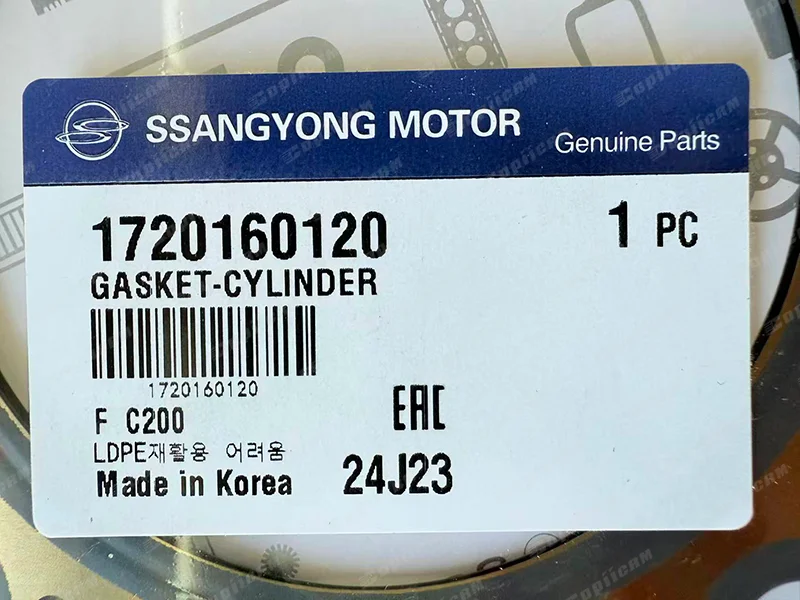 SSANGYONG MOTOR
Genuine Parts
1720160120
1 PC
GASKET-CYLINDER
1720160120
F C200
EAC
LDPE재활용 어려움
Made in Korea
24J23